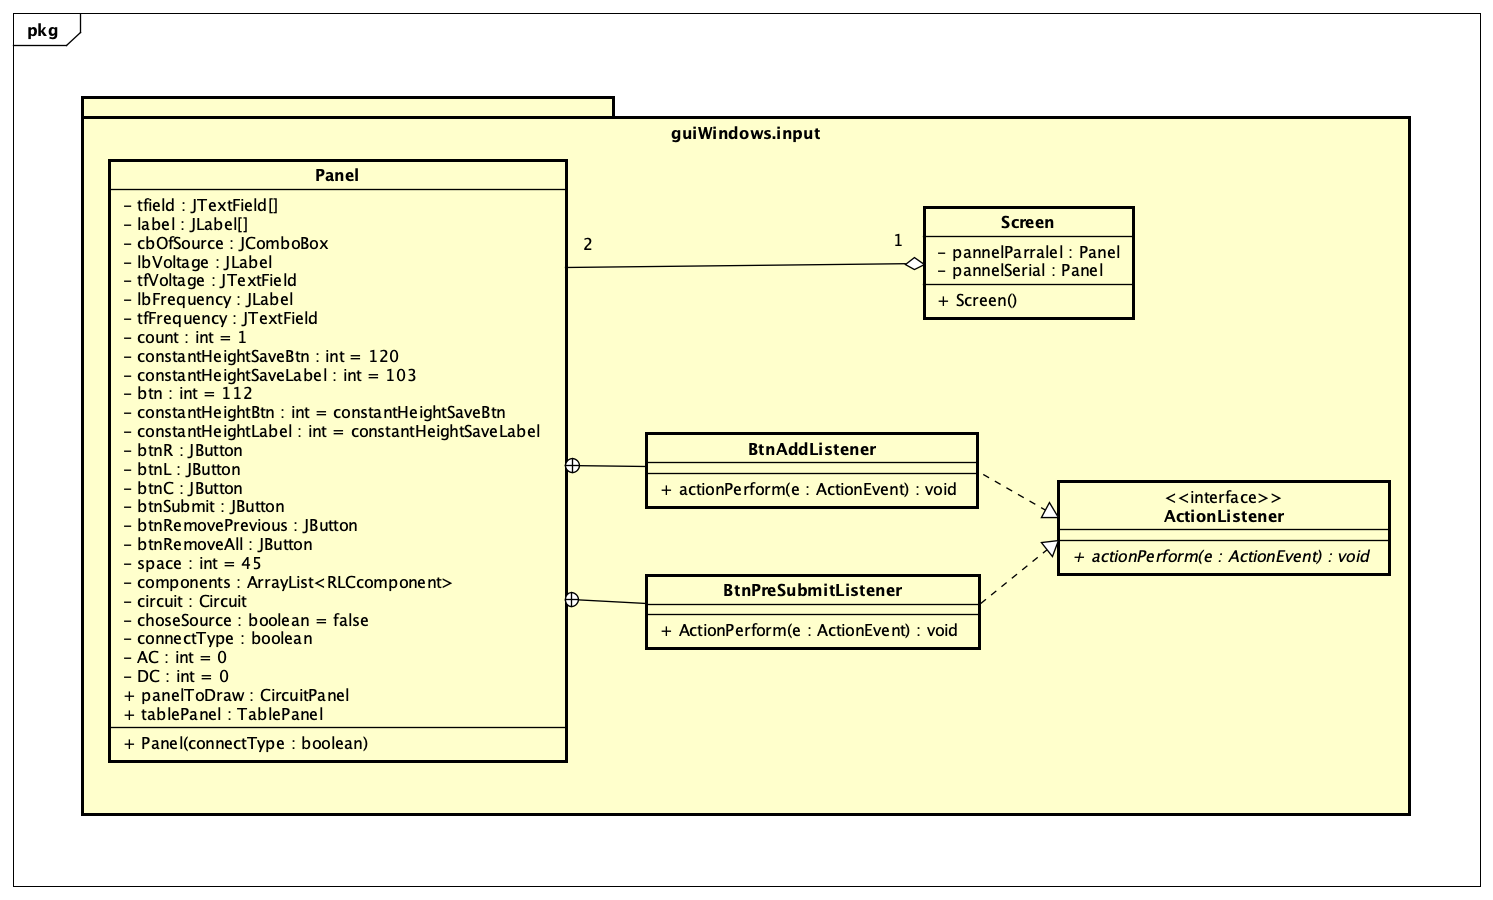 pkg
guiWindows.input
Panel
– tfield : JTextField[]
– label : JLabel[]
– cbOfSource : JComboBox
– lbVoltage : JLabel
– tfVoltage : JTextField
– lbFrequency : JLabel
– tfFrequency : JTextField
– count : int = 1
– constantHeightSaveBtn : int = 120
– constantHeightSaveLabel : int = 103
– btn : int = 112
– constantHeightBtn : int = constantHeightSaveBtn
– constantHeightLabel : int = constantHeightSaveLabel
– btnR : JButton
– btnL : JButton
– btnC : JButton
– btnSubmit : JButton
– btnRemovePrevious : JButton
– btnRemoveAll : JButton
– space : int = 45
– components : ArrayList<RLCcomponent>
– circuit : Circuit
– choseSource : boolean = false
– connectType : boolean
– AC : int = 0
– DC : int = 0
+ panelToDraw : CircuitPanel
+ tablePanel : TablePanel
+ Panel(connectType : boolean)
2
1
Screen
– pannelParralel : Panel
– pannelSerial : Panel
+ Screen()
BtnAddListener
+ actionPerform(e : ActionEvent) : void
<<interface>>
ActionListener
+ actionPerform(e : ActionEvent) : void
BtnPreSubmitListener
+ ActionPerform(e : ActionEvent) : void